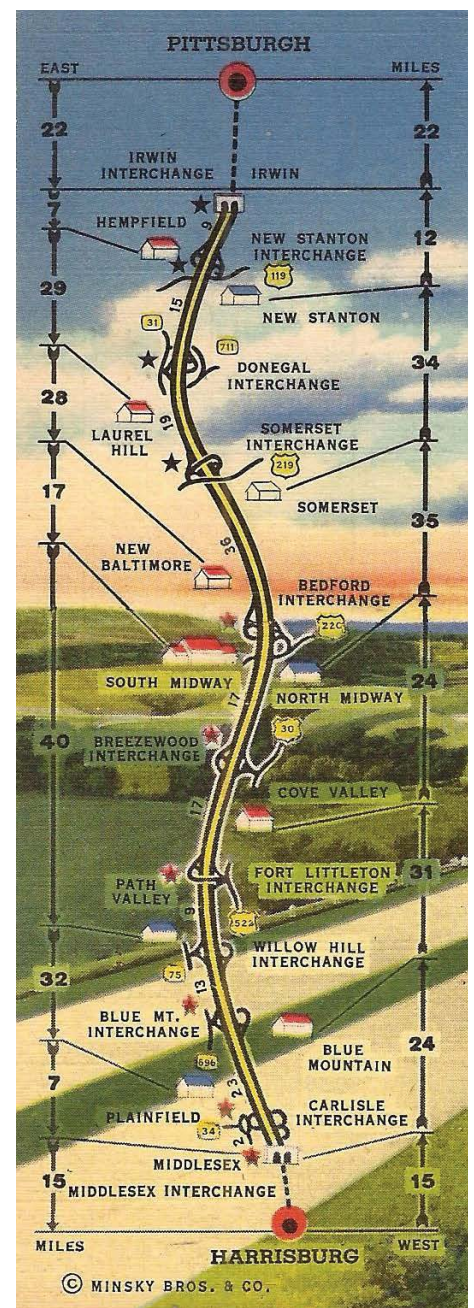 PITTSBURGH
EAST
MILES
22
22
IRWIN
INTERCHANGE
IRWIN
7
HEMPFIELD
9
12
NEW STANTON
INTERCHANGE
119
29
15
NEW STANTON
31
711
DONEGAL
INTERCHANGE
34
28
LAUREL
HILL
19
SOMERSET
INTERCHANGE
219
17
SOMERSET
35
NEW
BALTIMORE
36
BEDFORD
INTERCHANGE
220
SOUTH MIDWAY
NORTH MIDWAY
17
24
30
40
BREEZEWOOD
INTERCHANGE
COVE VALLEY
17
PATH
VALLEY
FORT LITTLETON
INTERCHANGE
31
9
522
WILLOW HILL
INTERCHANGE
75
32
13
BLUE MT.
INTERCHANGE
BLUE
MOUNTAIN
24
696
7
23
PLAINFIELD
CARLISLE
INTERCHANGE
34
2
MIDDLESEX
15
MIDDLESEX INTERCHANGE
15
MILES
WEST
HARRISBURG
© MINSKY BROS. & CO.